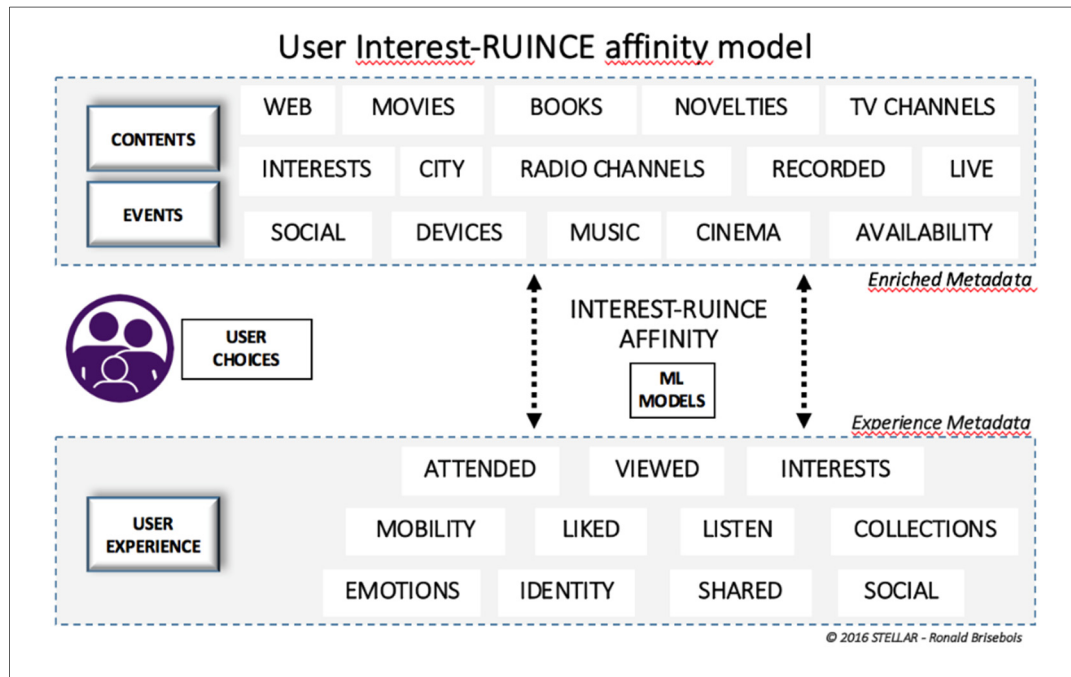 User Interest-RUINCE affinity model
CONTENTS
EVENTS
WEB MOVIES BOOKS NOVELTIES TV CHANNELS
INTERESTS CITY RADIO CHANNELS RECORDED LIVE
SOCIAL DEVICES MUSIC CINEMA AVAILABILITY
Enriched Metadata
USER
CHOICES
INTEREST-RUINCE
AFFINITY
ML
MODELS
Experience Metadata
USER
EXPERIENCE
ATTENDED VIEWED INTERESTS
MOBILITY LIKED LISTEN COLLECTIONS
EMOTIONS IDENTITY SHARED SOCIAL
© 2016 STELLAR - Ronald Brisebois